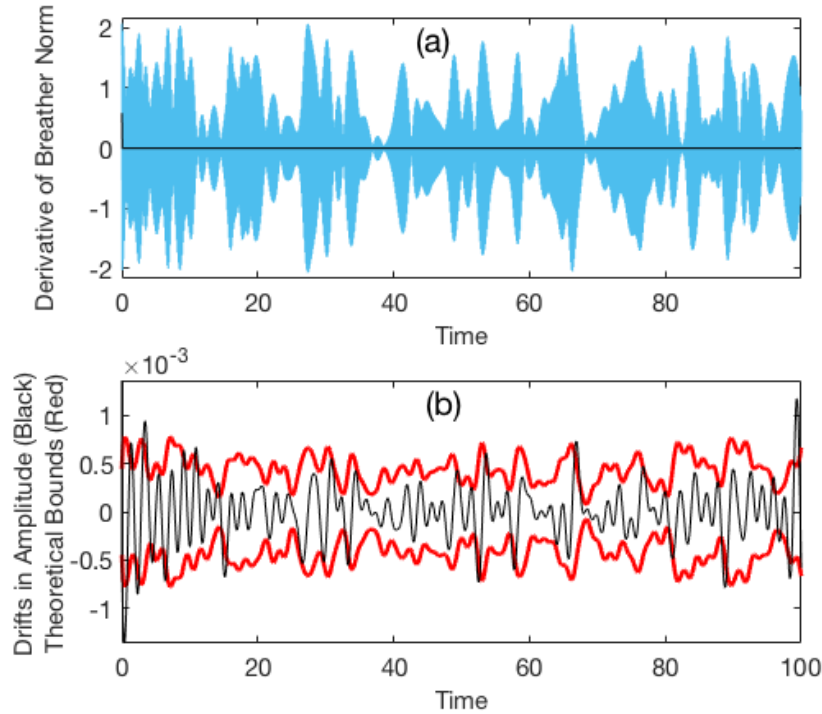 (a)
Derivative of Breather Norm
2
1
0
-1
-2
0 20 40 60 80 100
Time
×10⁻³
(b)
Drifts in Amplitude (Black)
Theoretical Bounds (Red)
1
0.5
0
-0.5
-1
0 20 40 60 80 100
Time